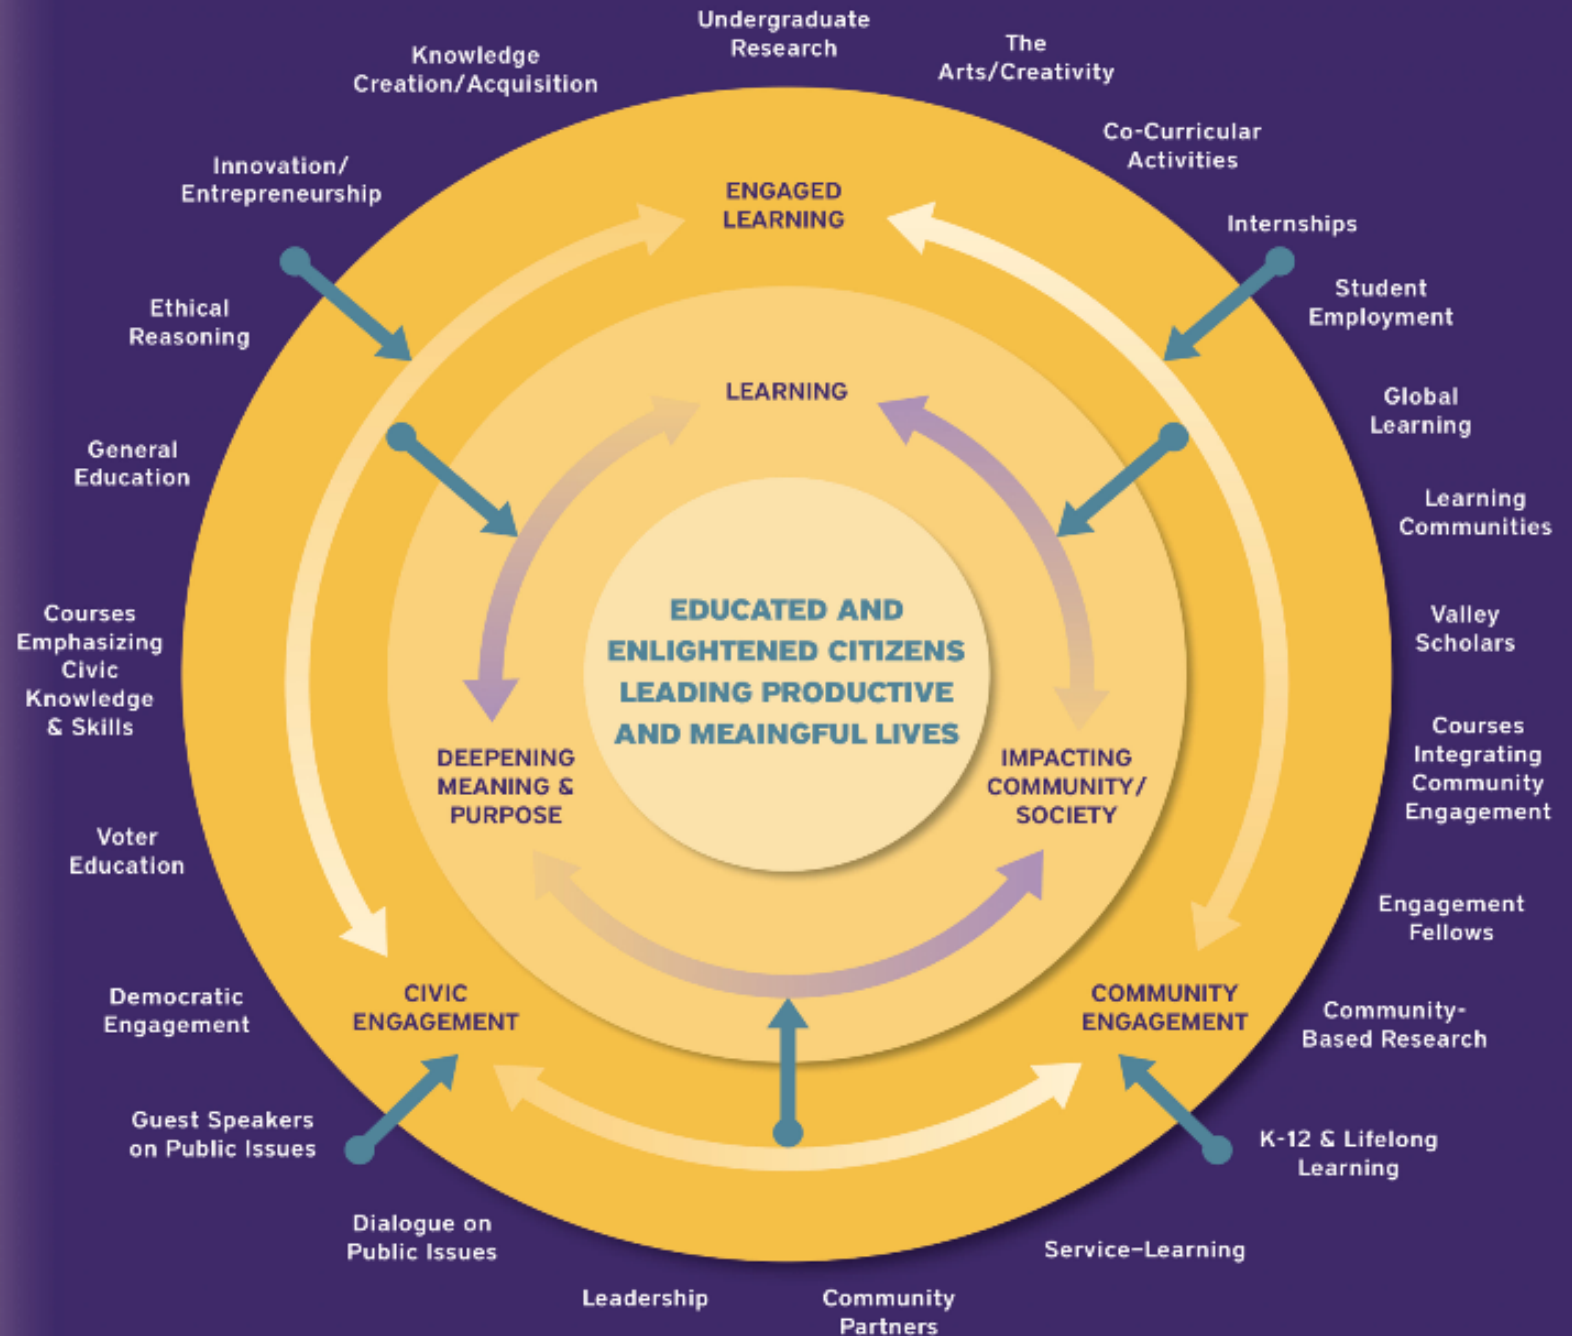 Undergraduate
Research
The
Arts/Creativity
Knowledge
Creation/Acquisition
Co-Curricular
Activities
Innovation/
Entrepreneurship
Internships
Student
Employment
Ethical
Reasoning
Global
Learning
General
Education
Learning
Communities
Courses
Emphasizing
Civic
Knowledge
& Skills
Valley
Scholars
Courses
Integrating
Community
Engagement
Voter
Education
Engagement
Fellows
Democratic
Engagement
Community-
Based Research
Guest Speakers
on Public Issues
K-12 & Lifelong
Learning
Dialogue on
Public Issues
Service-Learning
Leadership
Community
Partners
ENGAGED
LEARNING
CIVIC
ENGAGEMENT
COMMUNITY
ENGAGEMENT
LEARNING
DEEPENING
MEANING &
PURPOSE
IMPACTING
COMMUNITY/
SOCIETY
EDUCATED AND
ENLIGHTENED CITIZENS
LEADING PRODUCTIVE
AND MEAINGFUL LIVES